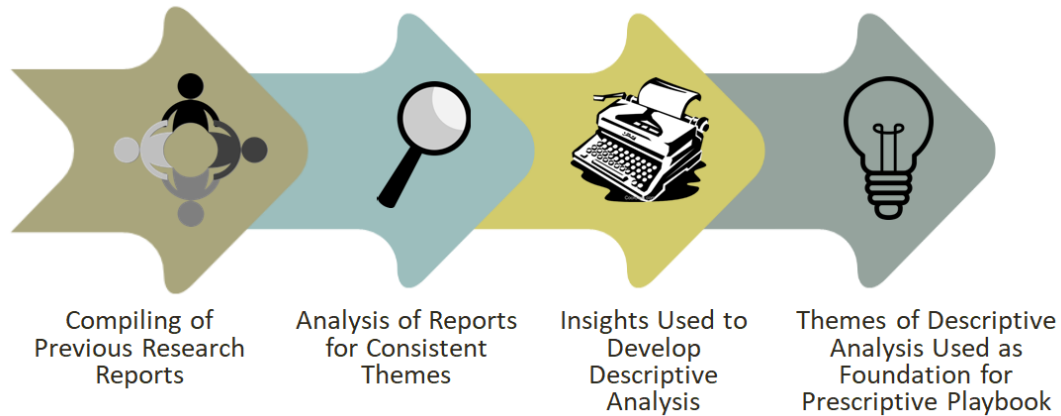 Compiling of
Previous Research
Reports
Analysis of Reports
for Consistent
Themes
Insights Used to
Develop
Descriptive
Analysis
Themes of Descriptive
Analysis Used as
Foundation for
Prescriptive Playbook